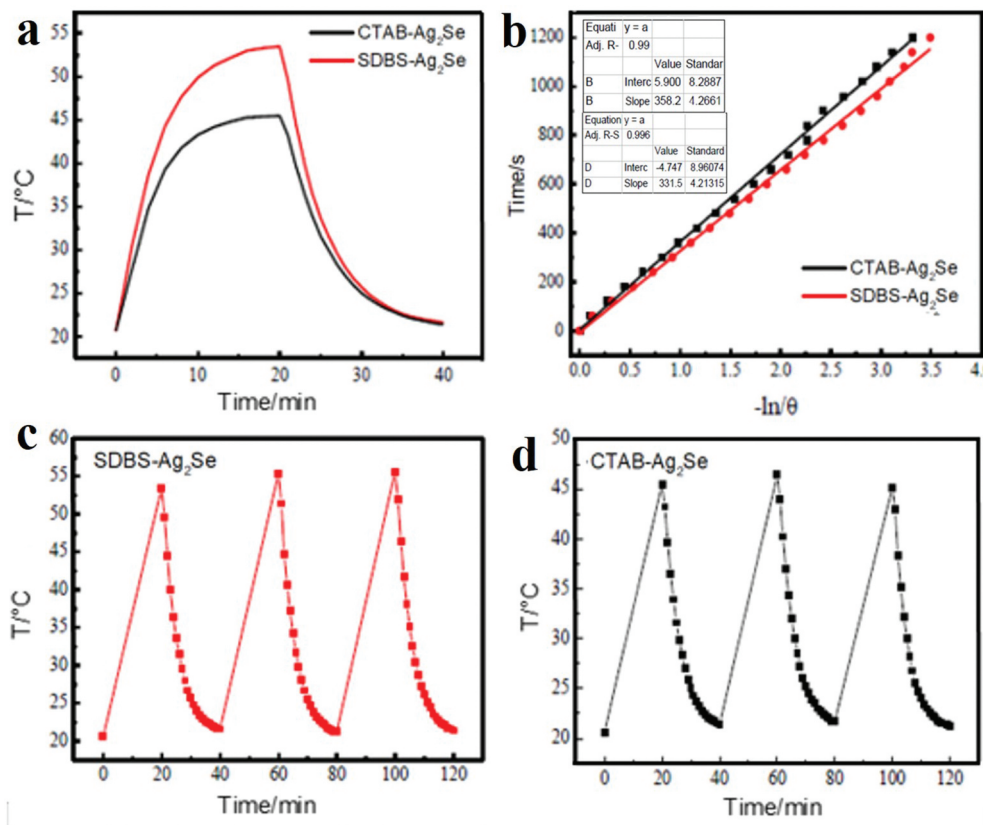 a
T/°C
55
50
45
40
35
30
25
20
CTAB-Ag₂Se
SDBS-Ag₂Se
0 10 20 30 40
Time/min
b
Time/s
1200
1000
800
600
400
200
0
Equati y = a
Adj. R- 0.99
Value Standar
B Interc 5.900 8.2887
B Slope 358.2 4.2661
Equation y = a
Adj. R-S 0.996
Value Standard
D Interc -4.747 8.96074
D Slope 331.5 4.21315
CTAB-Ag₂Se
SDBS-Ag₂Se
0.0 0.5 1.0 1.5 2.0 2.5 3.0 3.5 4.
-ln/θ
c
SDBS-Ag₂Se
T/°C
60
55
50
45
40
35
30
25
20
0 20 40 60 80 100 120
Time/min
d
CTAB-Ag₂Se
T/°C
50
45
40
35
30
25
20
0 20 40 60 80 100 120
Time/min